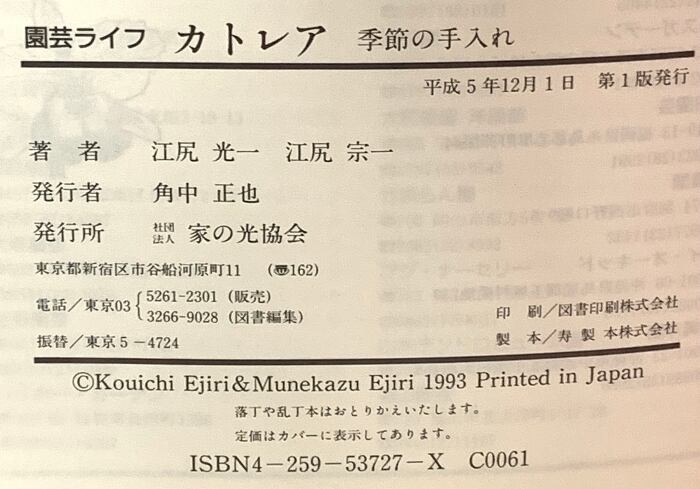 園芸ライフ カトレア 季節の手入れ
平成5年12月1日 第1版発行
著 者 江尻 光一 江尻 宗一
発行者 角中 正也
発行所 社団法人 家の光協会
東京都新宿区市谷船河原町11 (〠162)
電話/東京03 { 5261-2301 (販売)
3266-9028 (図書編集)
振替/東京5-4724
印 刷/図書印刷株式会社
製 本/寿 製 本株式会社
©Kouichi Ejiri&Munekazu Ejiri 1993 Printed in Japan
落丁や乱丁本はおとりかえいたします。
定価はカバーに表示してあります。
ISBN4-259-53727-X C0061